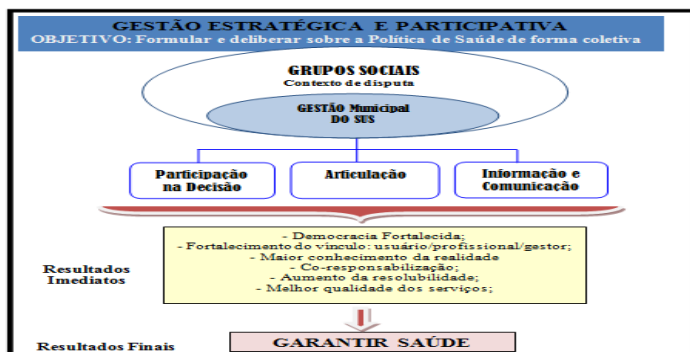 GESTÃO ESTRATÉGICA E PARTICIPATIVA
OBJETIVO: Formular e deliberar sobre a Política de Saúde de forma coletiva
GRUPOS SOCIAIS
Contexto de disputa
GESTÃO Municipal
DO SUS
Participação
na Decisão
Articulação
Informação e
Comunicação
Resultados
Imediatos
- Democracia Fortalecida;
- Fortalecimento do vínculo: usuário/profissional/gestor;
- Maior conhecimento da realidade
- Co-responsabilização;
- Aumento da resolubilidade;
- Melhor qualidade dos serviços;
Resultados Finais
GARANTIR SAÚDE